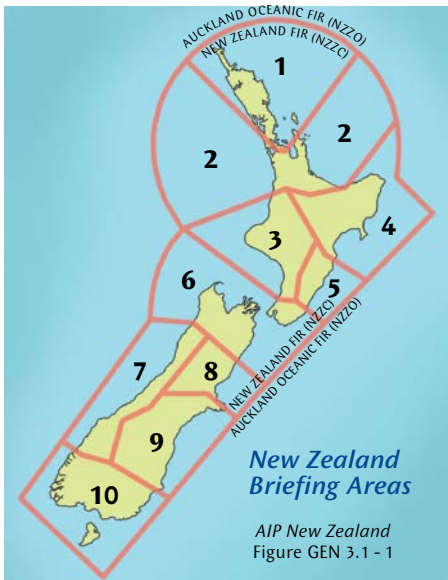 AUCKLAND OCEANIC FIR (NZZO)
NEW ZEALAND FIR (NZZC)
1
2
2
3
4
5
6
NEW ZEALAND FIR (NZZC)
AUCKLAND OCEANIC FIR (NZZO)
7
8
9
10
New Zealand
Briefing Areas
AIP New Zealand
Figure GEN 3.1 - 1